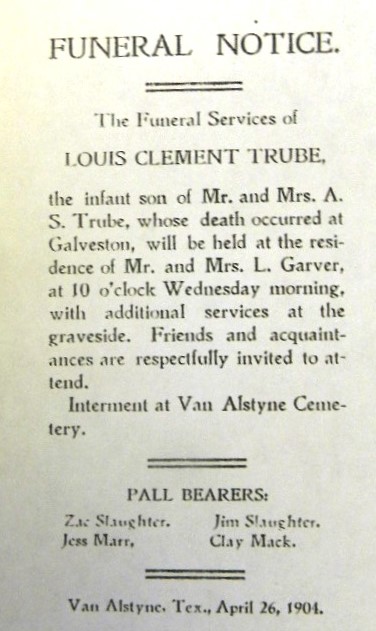 FUNERAL NOTICE.
The Funeral Services of
LOUIS CLEMENT TRUBE,
the infant son of Mr. and Mrs. A.
S. Trube, whose death occurred at
Galveston, will be held at the resi-
dence of Mr. and Mrs. L. Garver,
at 10 o'clock Wednesday morning,
with additional services at the
graveside. Friends and acquaint-
ances are respectfully invited to at-
tend.
Interment at Van Alstyne Ceme-
tery.
PALL BEARERS:
Zac Slaughter. Jim Slaughter.
Jess Marr, Clay Mack.
Van Alstyne, Tex., April 26, 1904.